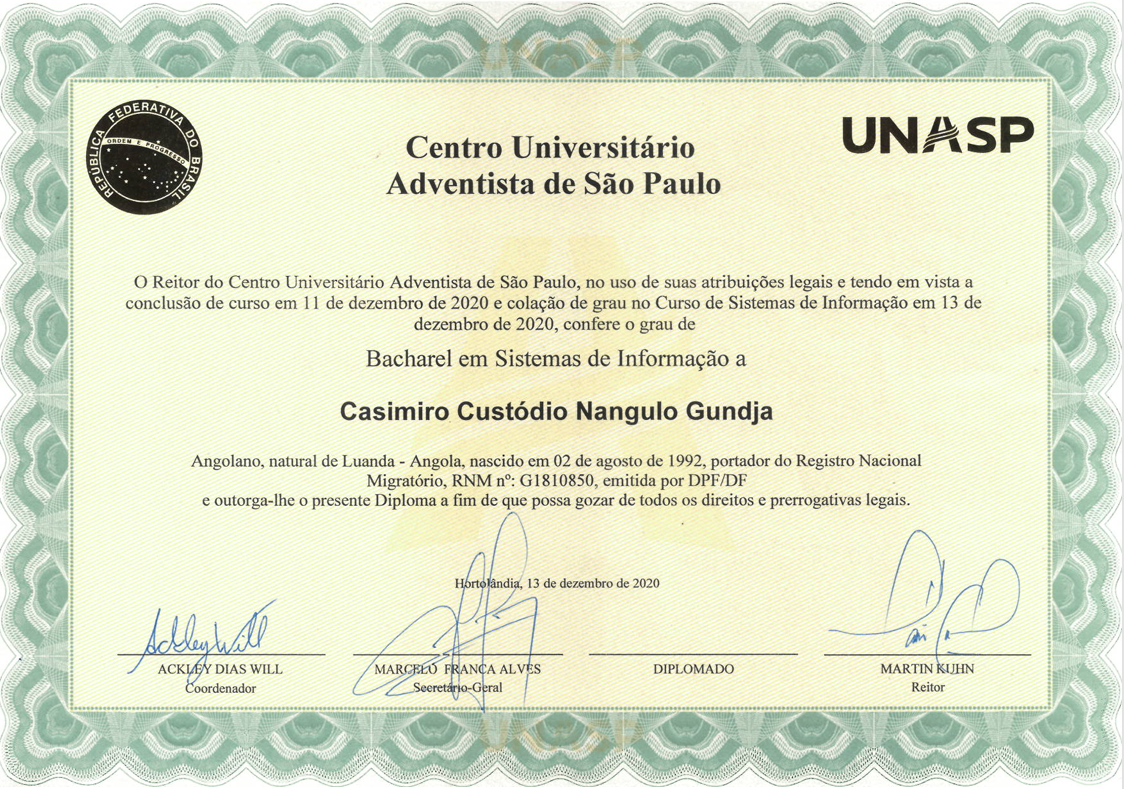 UNASP
REPÚBLICA FEDERATIVA DO BRASIL
ORDEM E PROGRESSO
UNASP
Centro Universitário
Adventista de São Paulo
O Reitor do Centro Universitário Adventista de São Paulo, no uso de suas atribuições legais e tendo em vista a
conclusão de curso em 11 de dezembro de 2020 e colação de grau no Curso de Sistemas de Informação em 13 de
dezembro de 2020, confere o grau de
Bacharel em Sistemas de Informação a
Casimiro Custódio Nangulo Gundja
Angolano, natural de Luanda - Angola, nascido em 02 de agosto de 1992, portador do Registro Nacional
Migratório, RNM nº: G1810850, emitida por DPF/DF
e outorga-lhe o presente Diploma a fim de que possa gozar de todos os direitos e prerrogativas legais.
Hortolândia, 13 de dezembro de 2020
Ackley Will
ACKLEY DIAS WILL
Coordenador
MARCELO FRANCA ALVES
Secretário-Geral
DIPLOMADO
MARTIN KUHN
Reitor
UNASP